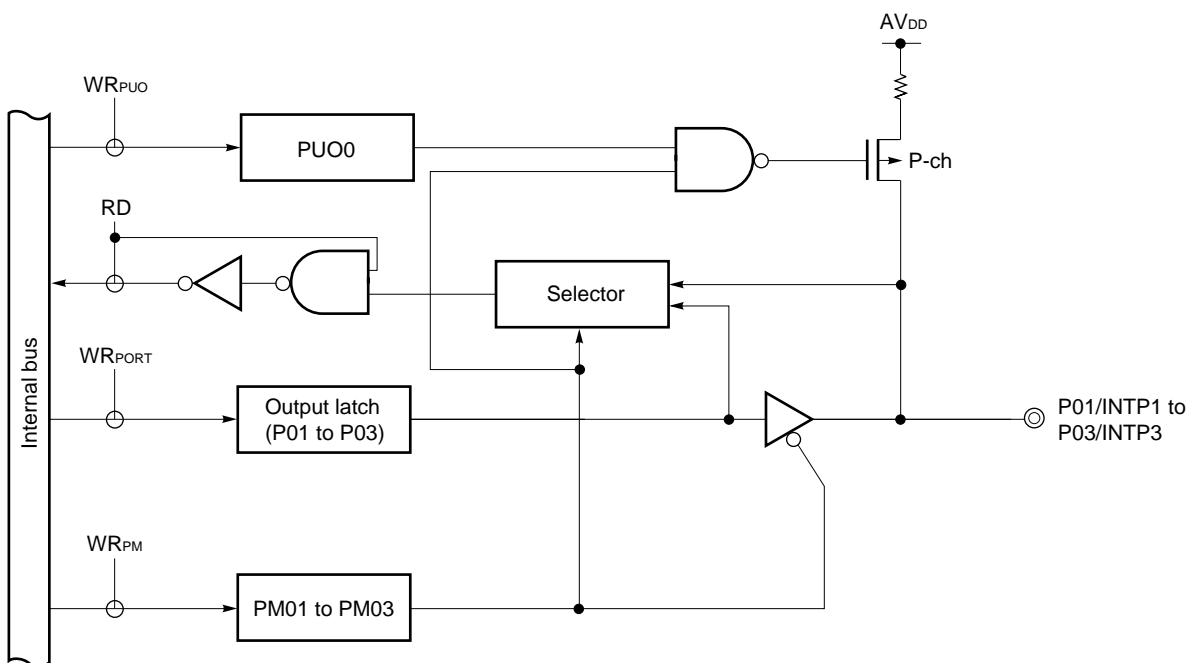 AVDD
WRPUO
PUO0
P-ch
RD
Selector
WRPORT
Internal bus
Output latch
(P01 to P03)
P01/INTP1 to
P03/INTP3
WRPM
PM01 to PM03